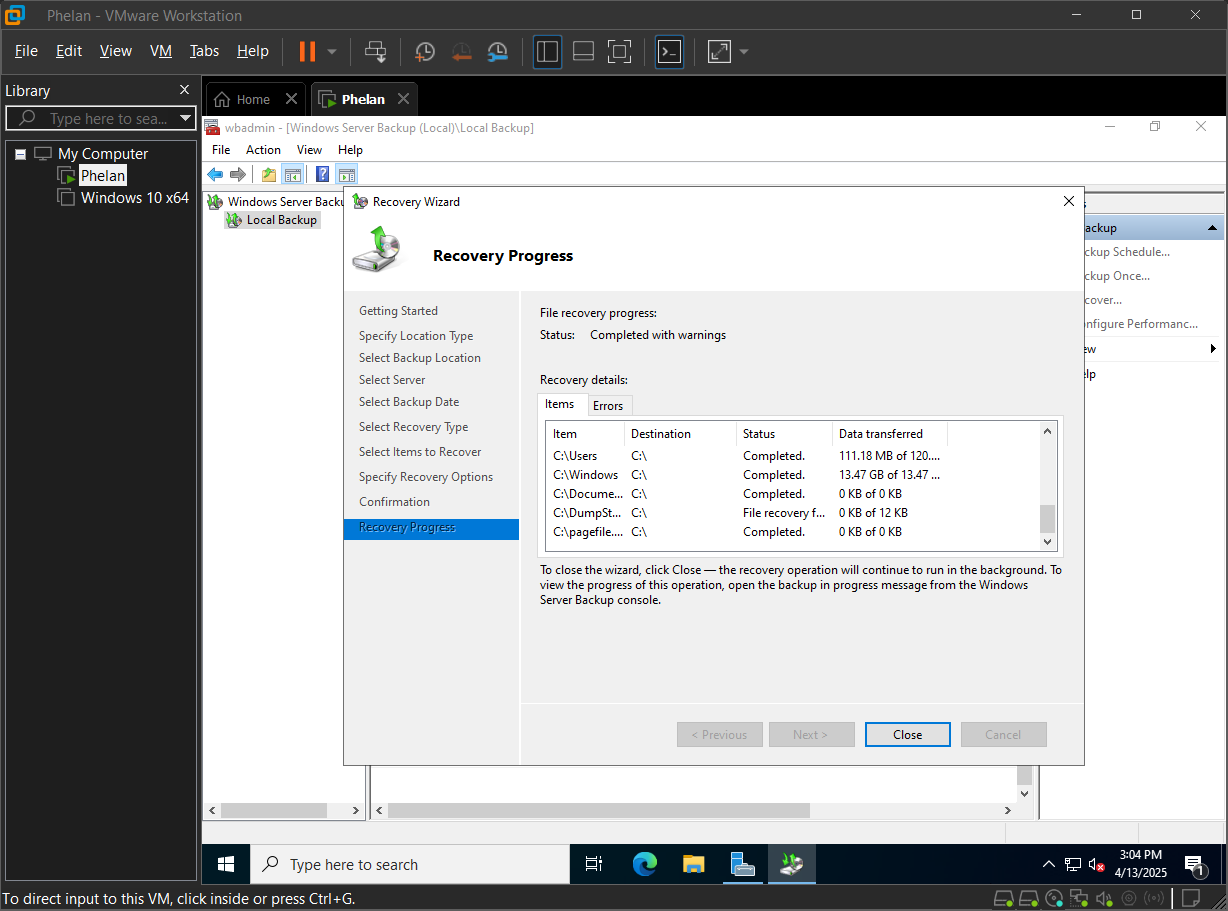 Phelan - VMware Workstation
File Edit View VM Tabs Help
Library
Type here to sea...
My Computer
Phelan
Windows 10 x64
Home
Phelan
wbadmin - [Windows Server Backup (Local)\Local Backup]
File Action View Help
Windows Server Backu
Local Backup
Recovery Wizard
Recovery Progress
Getting Started
Specify Location Type
Select Backup Location
Select Server
Select Backup Date
Select Recovery Type
Select Items to Recover
Specify Recovery Options
Confirmation
Recovery Progress
File recovery progress:
Status: Completed with warnings
Recovery details:
Items Errors
Item Destination Status Data transferred
C:\Users C:\ Completed. 111.18 MB of 120....
C:\Windows C:\ Completed. 13.47 GB of 13.47 ...
C:\Docume... C:\ Completed. 0 KB of 0 KB
C:\DumpSt... C:\ File recovery f... 0 KB of 12 KB
C:\pagefile.... C:\ Completed. 0 KB of 0 KB
To close the wizard, click Close — the recovery operation will continue to run in the background. To
view the progress of this operation, open the backup in progress message from the Windows
Server Backup console.
< Previous Next > Close Cancel
s
ackup
ckup Schedule...
ckup Once...
cover...
onfigure Performanc...
ew
elp
Type here to search
3:04 PM
4/13/2025
1
To direct input to this VM, click inside or press Ctrl+G.